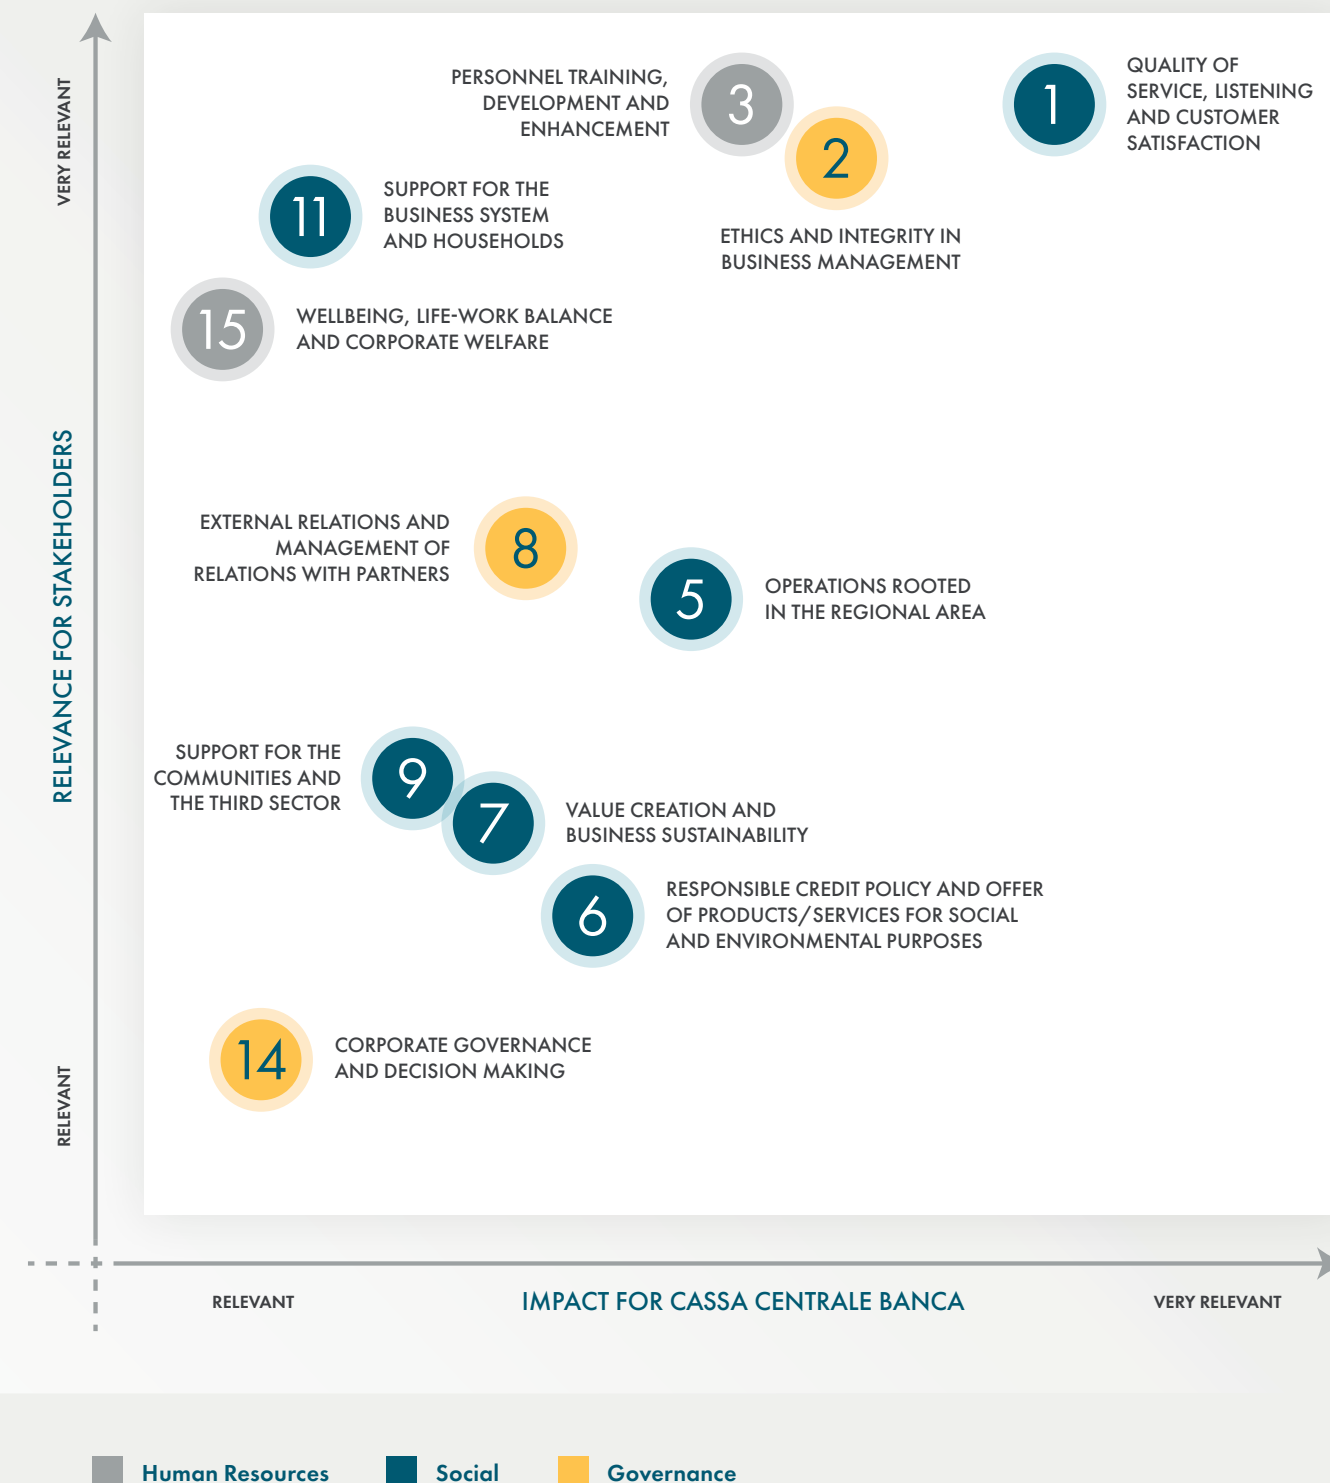 VERY RELEVANT
RELEVANCE FOR STAKEHOLDERS
RELEVANT
PERSONNEL TRAINING,
DEVELOPMENT AND
ENHANCEMENT
3
1
QUALITY OF
SERVICE, LISTENING
AND CUSTOMER
SATISFACTION
2
ETHICS AND INTEGRITY IN
BUSINESS MANAGEMENT
11
SUPPORT FOR THE
BUSINESS SYSTEM
AND HOUSEHOLDS
15
WELLBEING, LIFE-WORK BALANCE
AND CORPORATE WELFARE
EXTERNAL RELATIONS AND
MANAGEMENT OF
RELATIONS WITH PARTNERS
8
5
OPERATIONS ROOTED
IN THE REGIONAL AREA
SUPPORT FOR THE
COMMUNITIES AND
THE THIRD SECTOR
9
7
VALUE CREATION AND
BUSINESS SUSTAINABILITY
6
RESPONSIBLE CREDIT POLICY AND OFFER
OF PRODUCTS/SERVICES FOR SOCIAL
AND ENVIRONMENTAL PURPOSES
14
CORPORATE GOVERNANCE
AND DECISION MAKING
RELEVANT
IMPACT FOR CASSA CENTRALE BANCA
VERY RELEVANT
Human Resources
Social
Governance